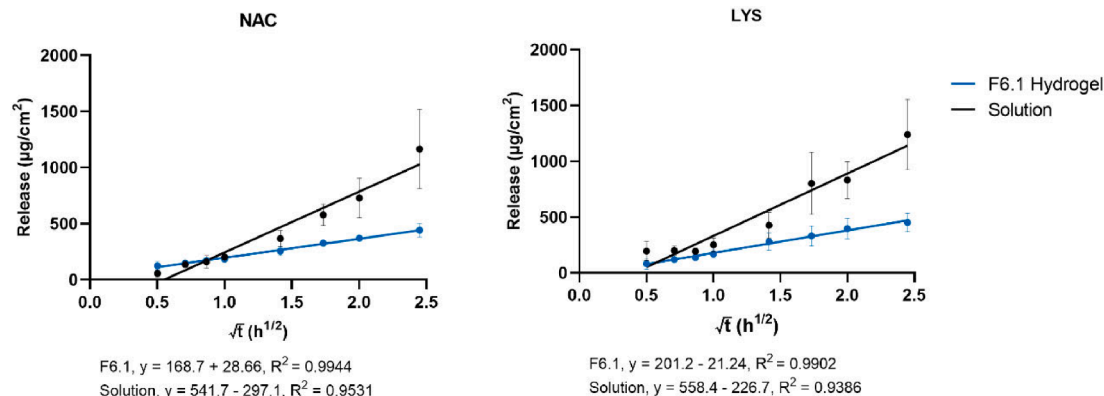 NAC
2000
1500
1000
500
0
Release (µg/cm²)
0.0 0.5 1.0 1.5 2.0 2.5
√t (h^1/2)
F6.1, y = 168.7 + 28.66, R² = 0.9944
Solution, y = 541.7 - 297.1, R² = 0.9531
LYS
2000
1500
1000
500
0
Release (µg/cm²)
0.0 0.5 1.0 1.5 2.0 2.5
√t (h^1/2)
F6.1, y = 201.2 - 21.24, R² = 0.9902
Solution, y = 558.4 - 226.7, R² = 0.9386
F6.1 Hydrogel
Solution